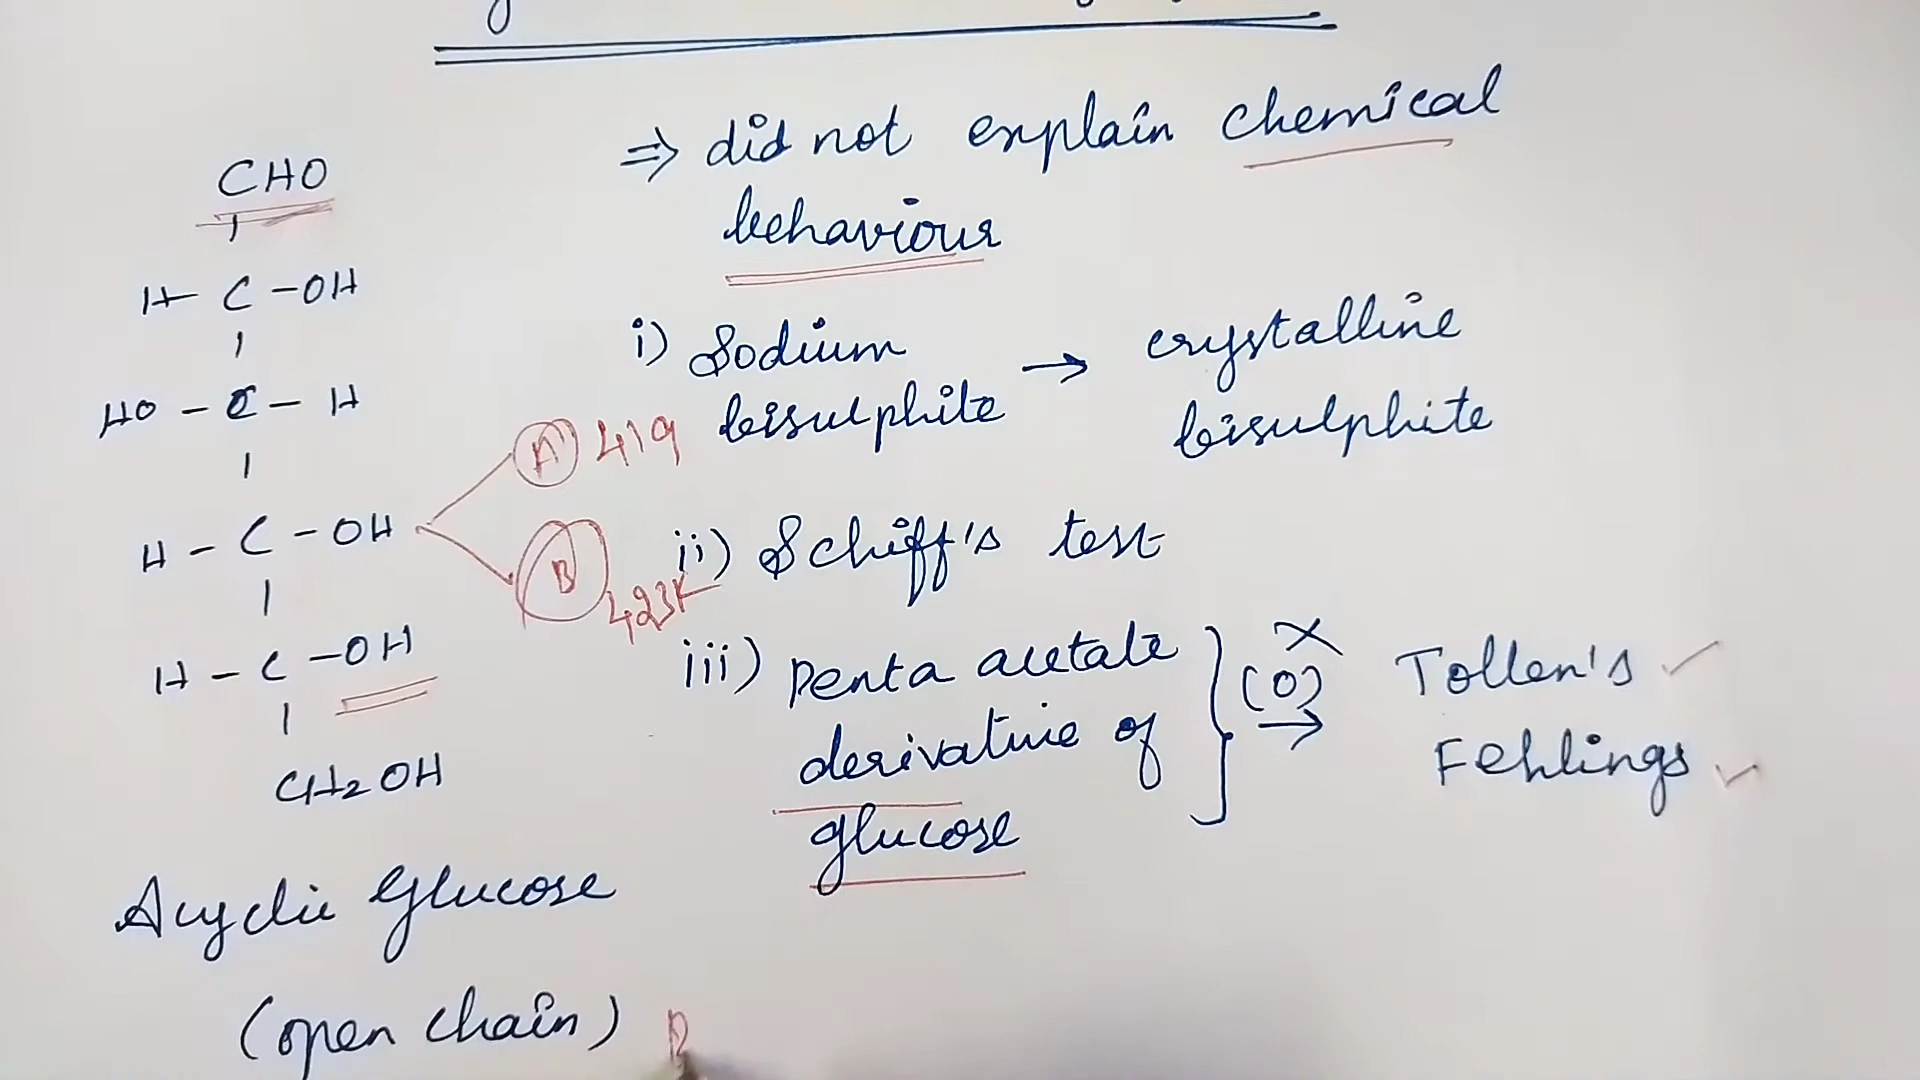 ⇒ did not explain chemical
behaviour
CHO
H - C - OH
HO - C - H
H - C - OH
H - C - OH
CH2OH
A 419
B 423K
i) Sodium bisulphite → crystalline bisulphite
ii) Schiff's test
iii) Penta acetate
derivative of
glucose
(O) X
→
Tollen's ✓
Fehlings ✓
Acyclic Glucose
(open chain)